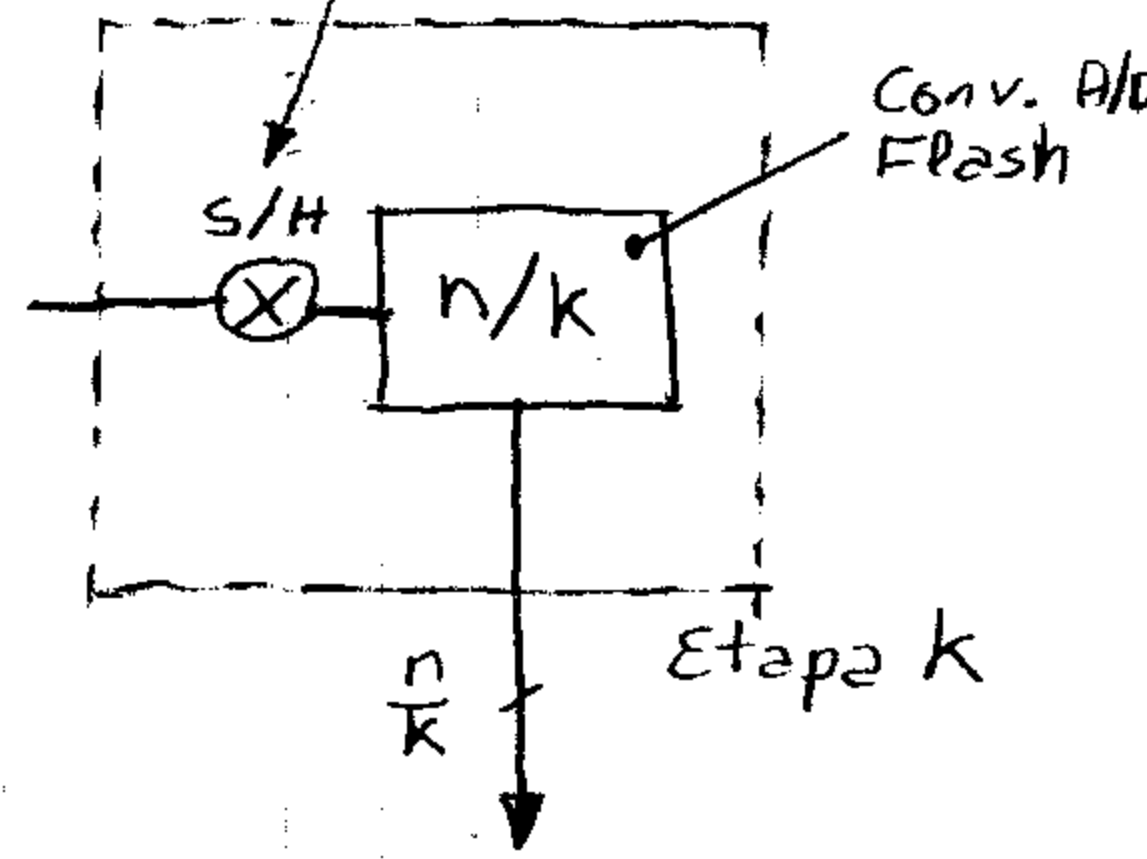 Conv. A/D
Flash
S/H
n/k
Etapa k
n
k